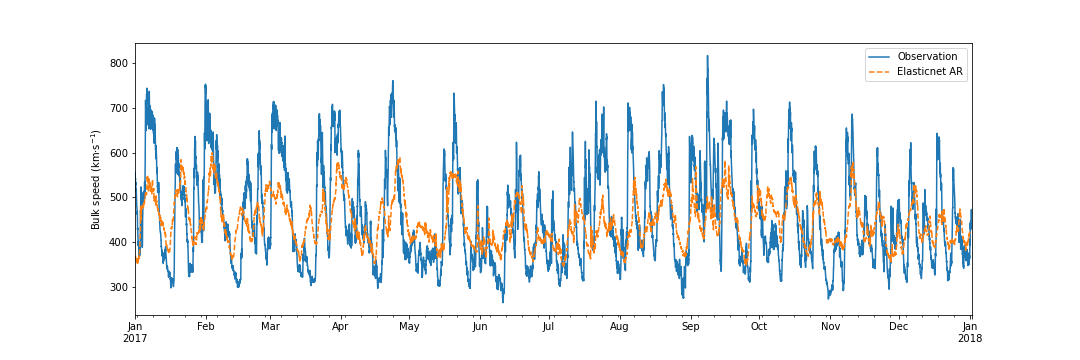 Observation
Elasticnet AR
Bulk speed (km s⁻¹)
800
700
600
500
400
300
Jan Feb Mar Apr May Jun Jul Aug Sep Oct Nov Dec Jan
2017 2018